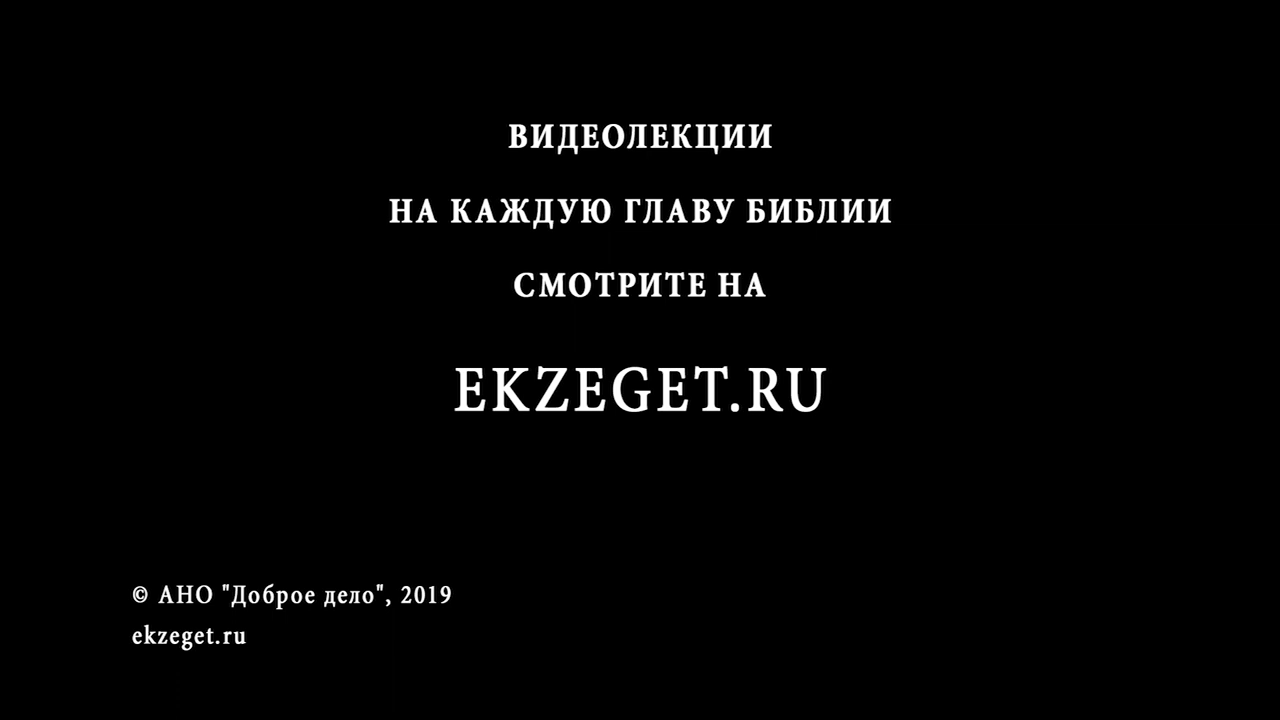 ВИДЕОЛЕКЦИИ
НА КАЖДУЮ ГЛАВУ БИБЛИИ
СМОТРИТЕ НА
EKZEGET.RU
© АНО "Доброе дело", 2019
ekzeget.ru